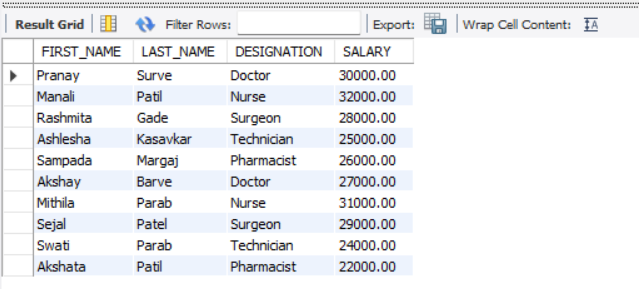 Result Grid Filter Rows: Export: Wrap Cell Content:
FIRST_NAME LAST_NAME DESIGNATION SALARY
Pranay Surve Doctor 30000.00
Manali Patil Nurse 32000.00
Rashmita Gade Surgeon 28000.00
Ashlesha Kasavkar Technician 25000.00
Sampada Margaj Pharmacist 26000.00
Akshay Barve Doctor 27000.00
Mithila Parab Nurse 31000.00
Sejal Patel Surgeon 29000.00
Swati Parab Technician 24000.00
Akshata Patil Pharmacist 22000.00